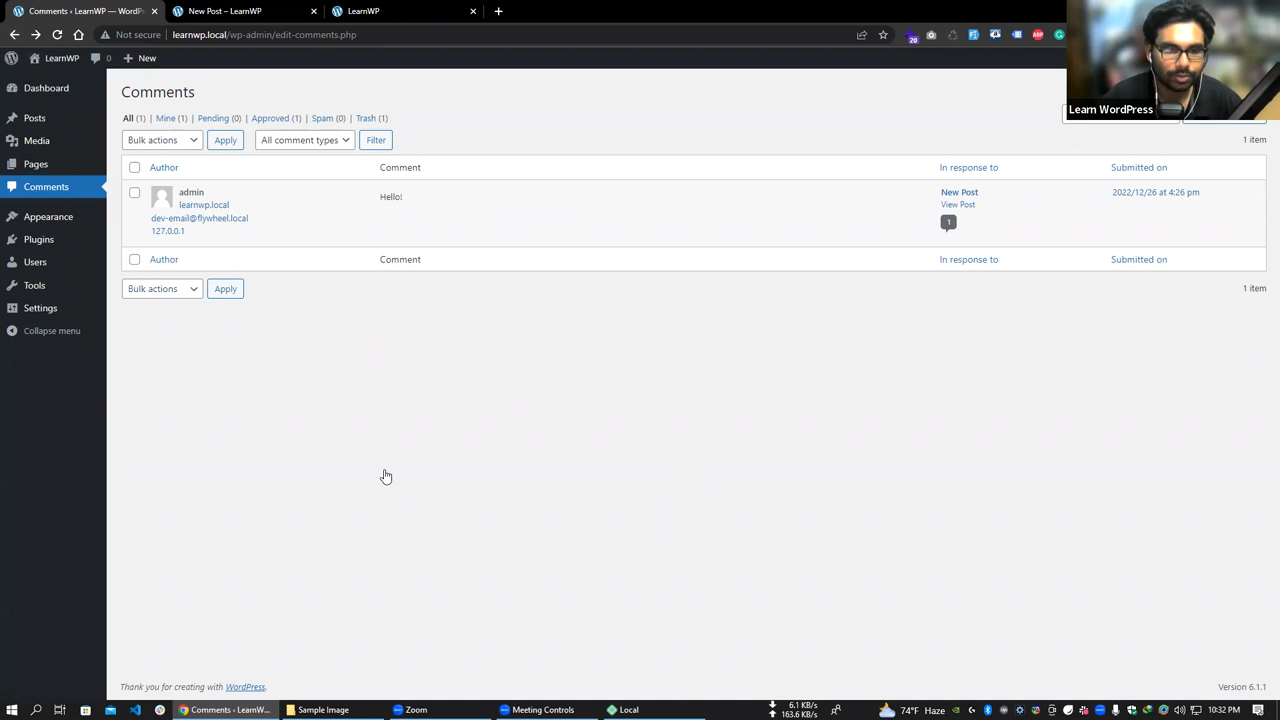 Comments ‹ LearnWP — WordPr
New Post – LearnWP
LearnWP
Not secure
learnwp.local/wp-admin/edit-comments.php
20
ABP
LearnWP
0
New
Learn WordPress
Dashboard
Posts
Media
Pages
Comments
Appearance
Plugins
Users
Tools
Settings
Collapse menu
Comments
All (1) | Mine (1) | Pending (0) | Approved (1) | Spam (0) | Trash (1)
Bulk actions
Apply
All comment types
Filter
1 item
Author
Comment
In response to
Submitted on
admin
learnwp.local
dev-email@flywheel.local
127.0.0.1
Hello!
New Post
View Post
1
2022/12/26 at 4:26 pm
Author
Comment
In response to
Submitted on
Bulk actions
Apply
1 item
Thank you for creating with WordPress.
Version 6.1.1
Comments ‹ LearnW...
Sample Image
Zoom
Meeting Controls
Local
6.1 KB/s
163.6 KB/s
74°F Haze
10:32 PM